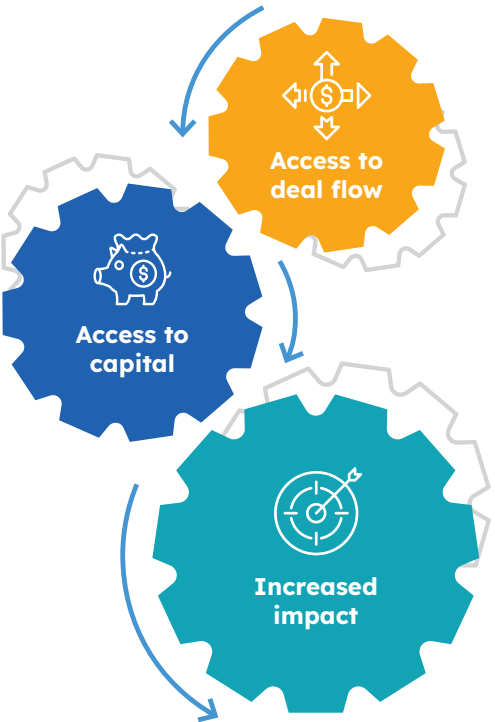 Access to
deal flow
Access to
capital
Increased
impact